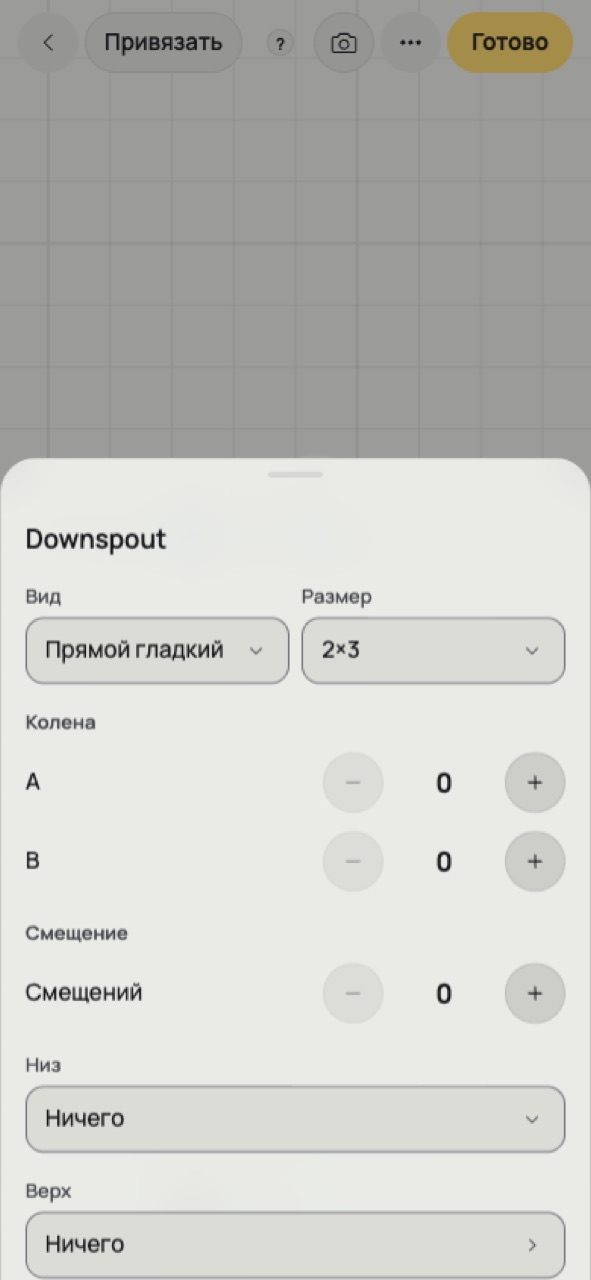 Привязать ? Готово
Downspout
Вид Размер
Прямой гладкий 2×3
Колена
A − 0 +
B − 0 +
Смещение
Смещений − 0 +
Низ
Ничего
Верх
Ничего